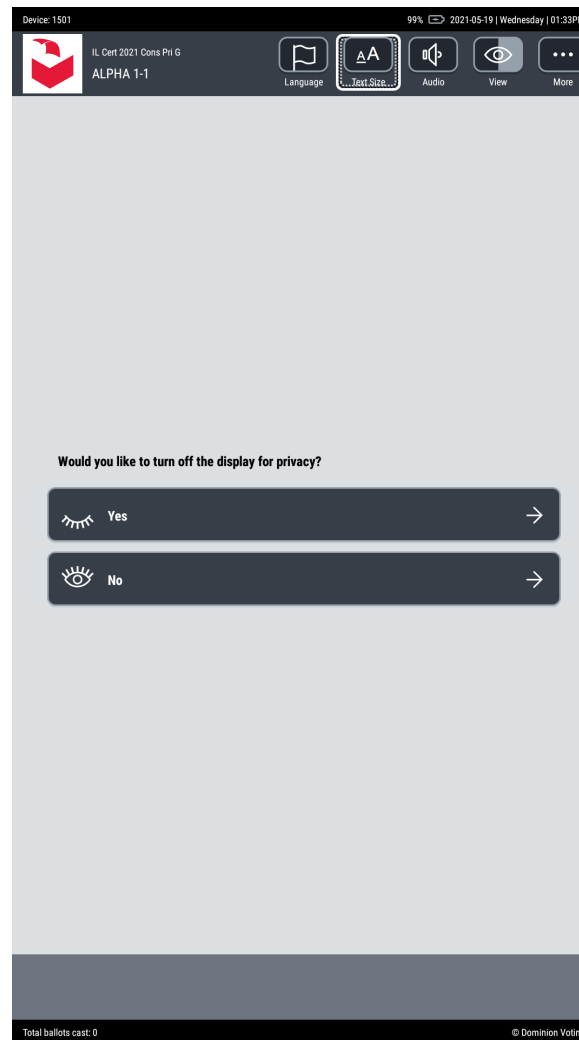 Device: 1501
99% 2021-05-19 | Wednesday | 01:33P
IL Cert 2021 Cons Pri G
ALPHA 1-1
AA
Language
Text Size
Audio
View
More
Would you like to turn off the display for privacy?
Yes
No
Total ballots cast: 0
© Dominion Votin